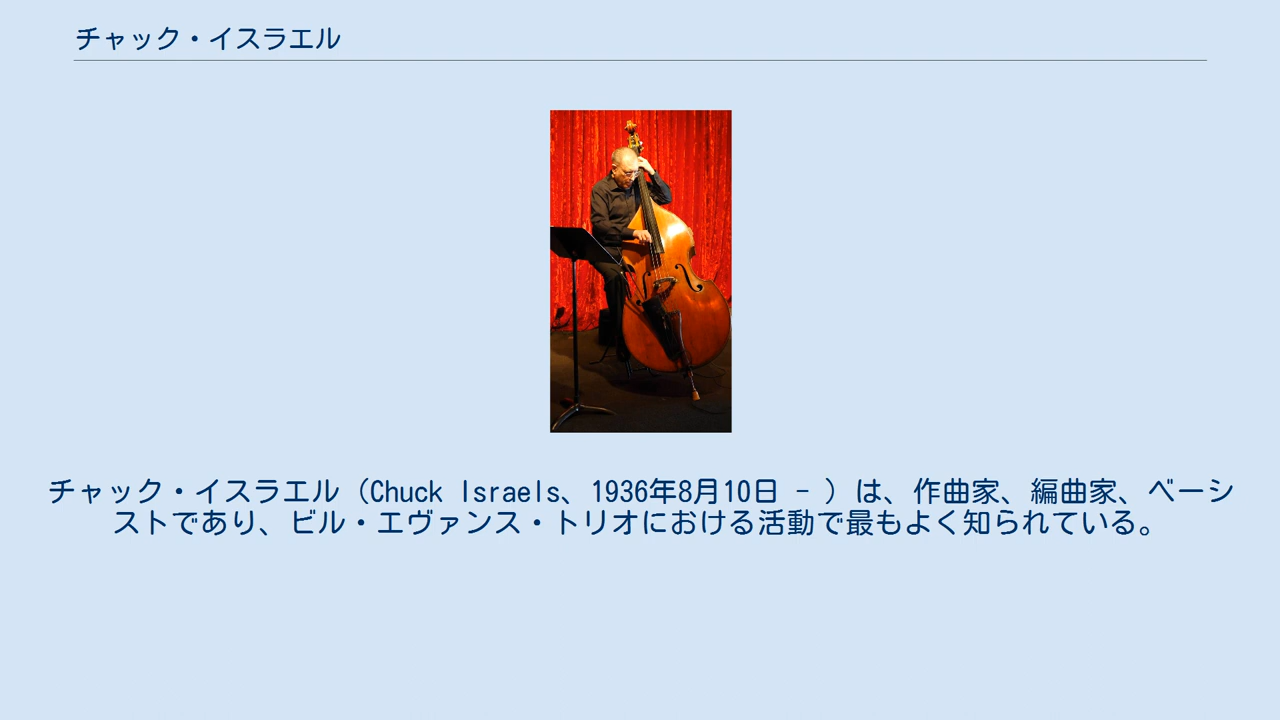 チャック・イスラエル
チャック・イスラエル（Chuck Israels、1936年8月10日 - ）は、作曲家、編曲家、ベーシ
ストであり、ビル・エヴァンス・トリオにおける活動で最もよく知られている。